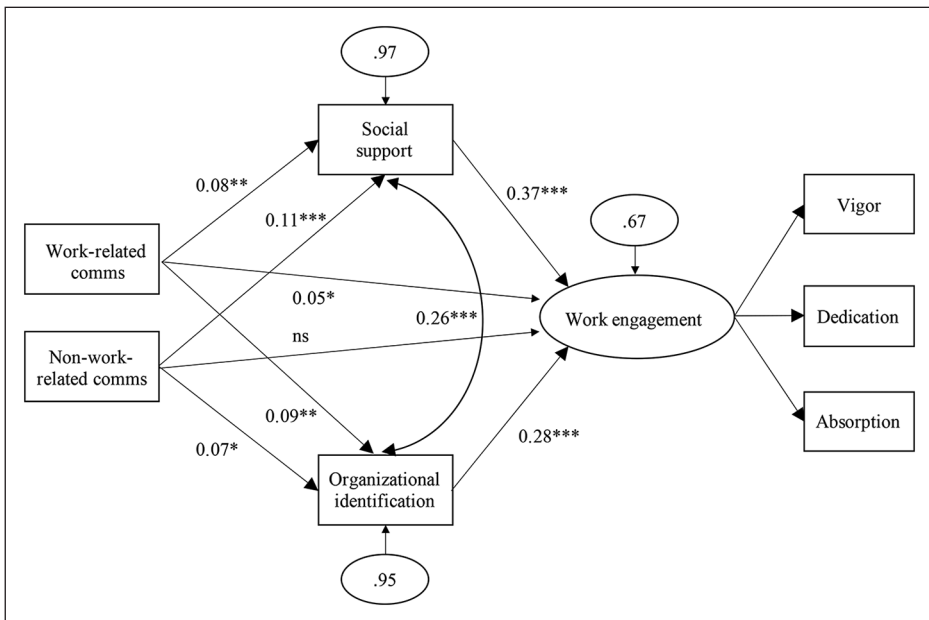 .97
Social
support
0.08**
0.11***
0.37***
.67
Vigor
Work-related
comms
0.05*
0.26***
Work engagement
Dedication
ns
Non-work-
related comms
0.09**
0.07*
0.28***
Absorption
Organizational
identification
.95